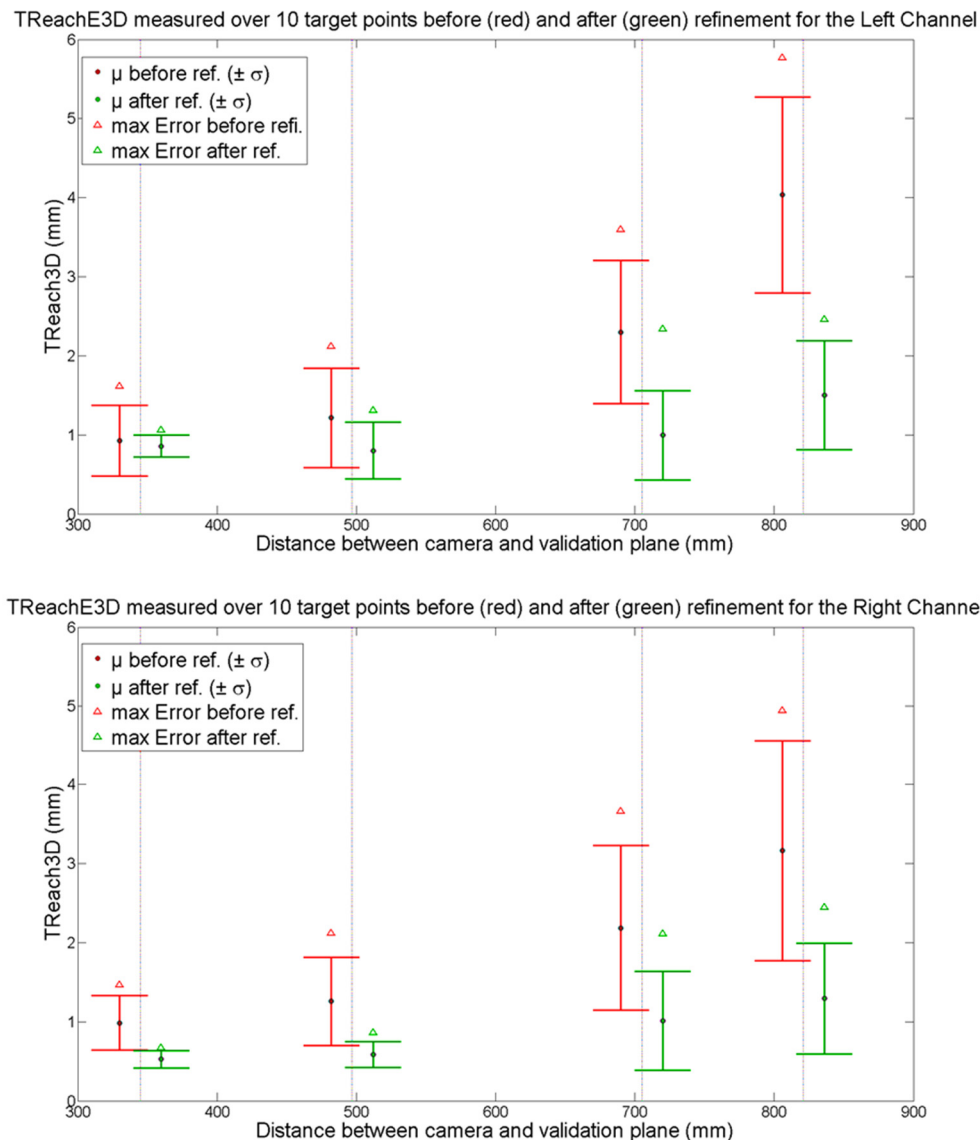 TReachE3D measured over 10 target points before (red) and after (green) refinement for the Left Channel
6
μ before ref. (± σ)
μ after ref. (± σ)
max Error before refi.
max Error after ref.
5
4
3
2
1
0
TReach3D (mm)
300 400 500 600 700 800 900
Distance between camera and validation plane (mm)
TReachE3D measured over 10 target points before (red) and after (green) refinement for the Right Channe
6
μ before ref. (± σ)
μ after ref. (± σ)
max Error before ref.
max Error after ref.
5
4
3
2
1
0
TReach3D (mm)
300 400 500 600 700 800 900
Distance between camera and validation plane (mm)